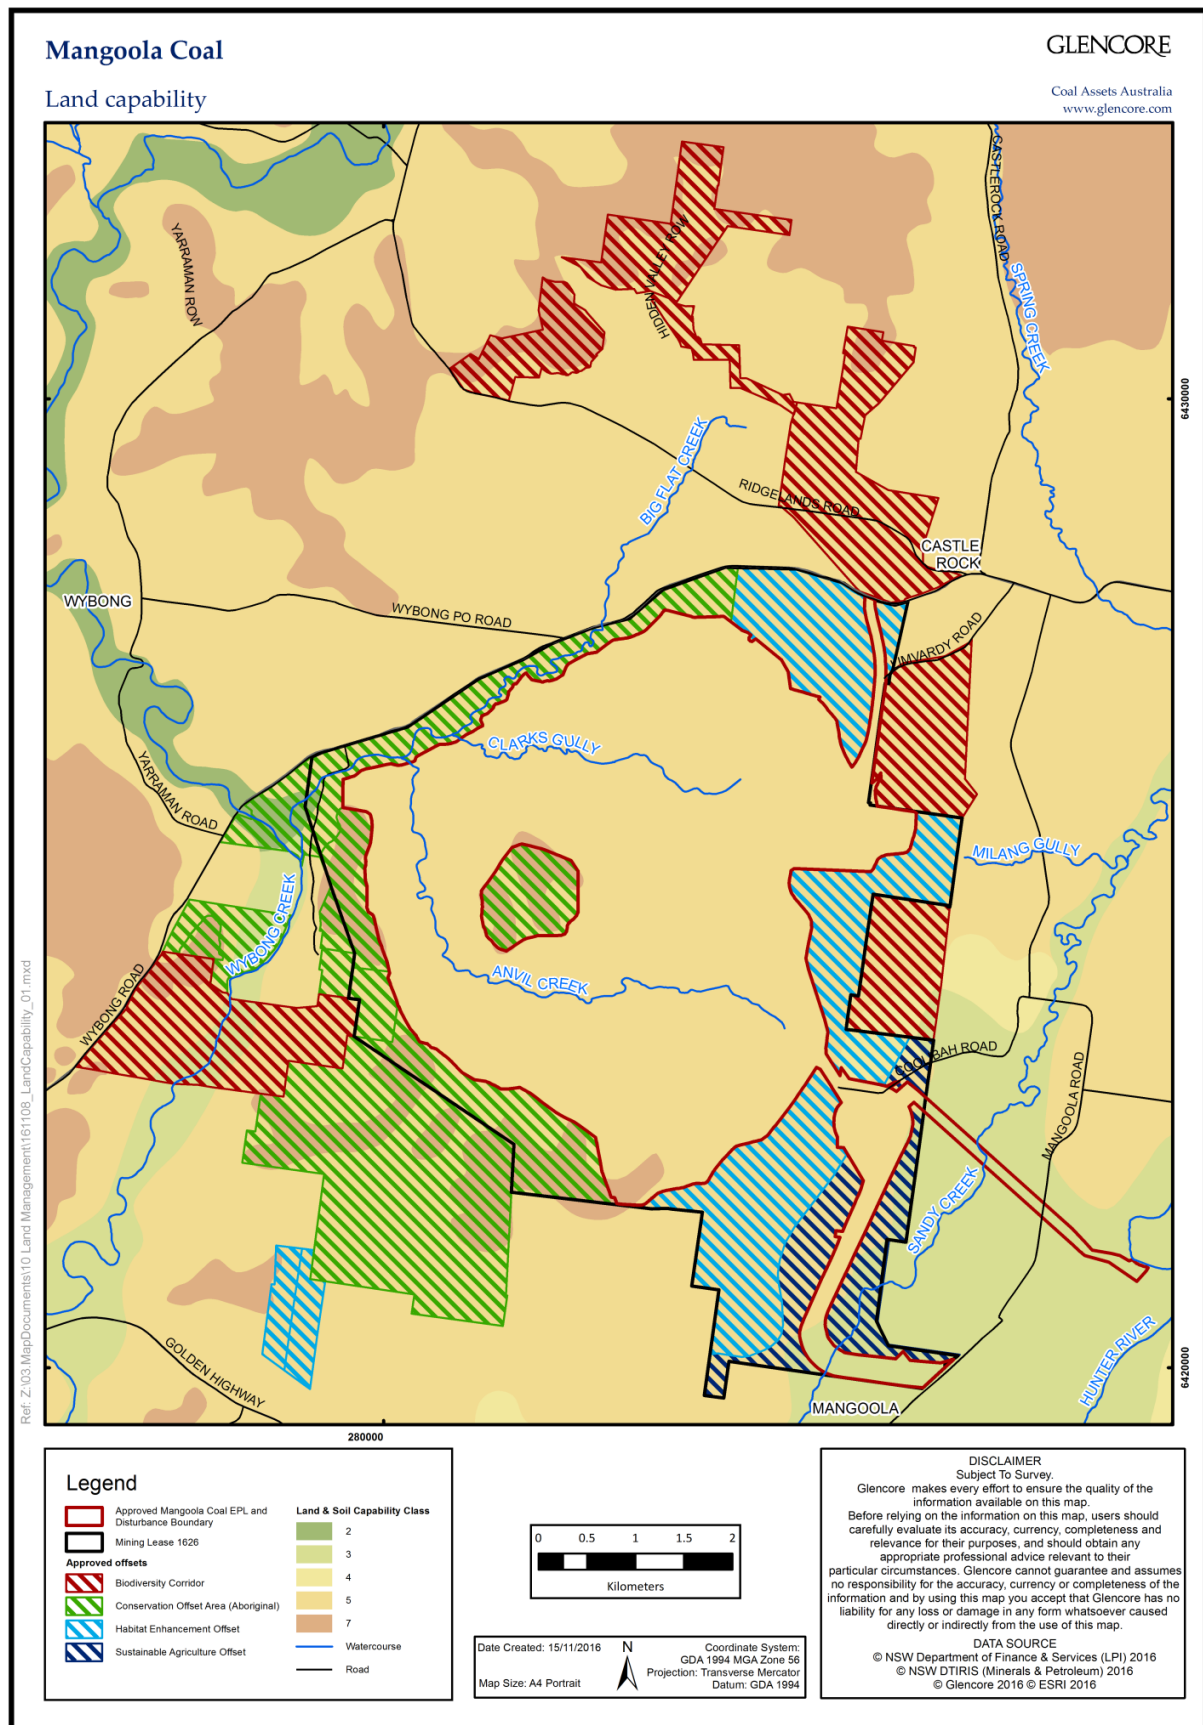 Mangoola Coal
GLENCORE
Land capability
Coal Assets Australia
www.glencore.com
CASTLEROCK ROAD
YARRAMAN ROW
HIDDEN VALLEY ROW
SPRING CREEK
6430000
BIG FLAT CREEK
RIDGELANDS ROAD
CASTLE
ROCK
WYBONG
WYBONG PO ROAD
YIMVARDY ROAD
CLARKS GULLY
YARRAMAN ROAD
MILANG GULLY
WYBONG CREEK
ANVIL CREEK
WYBONG ROAD
COOLIBAH ROAD
MANGOOLA ROAD
SANDY CREEK
GOLDEN HIGHWAY
HUNTER RIVER
6420000
MANGOOLA
280000
Ref: Z:\03.MapDocuments\10 Land Management\161108_LandCapability_01.mxd
Legend
Approved Mangoola Coal EPL and
Disturbance Boundary
Mining Lease 1626
Approved offsets
Biodiversity Corridor
Conservation Offset Area (Aboriginal)
Habitat Enhancement Offset
Sustainable Agriculture Offset
Land & Soil Capability Class
2
3
4
5
7
Watercourse
Road
0 0.5 1 1.5 2
Kilometers
Date Created: 15/11/2016
Map Size: A4 Portrait
N
Coordinate System:
GDA 1994 MGA Zone 56
Projection: Transverse Mercator
Datum: GDA 1994
DISCLAIMER
Subject To Survey.
Glencore makes every effort to ensure the quality of the
information available on this map.
Before relying on the information on this map, users should
carefully evaluate its accuracy, currency, completeness and
relevance for their purposes, and should obtain any
appropriate professional advice relevant to their
particular circumstances. Glencore cannot guarantee and assumes
no responsibility for the accuracy, currency or completeness of the
information and by using this map you accept that Glencore has no
liability for any loss or damage in any form whatsoever caused
directly or indirectly from the use of this map.
DATA SOURCE
© NSW Department of Finance & Services (LPI) 2016
© NSW DTIRIS (Minerals & Petroleum) 2016
© Glencore 2016 © ESRI 2016